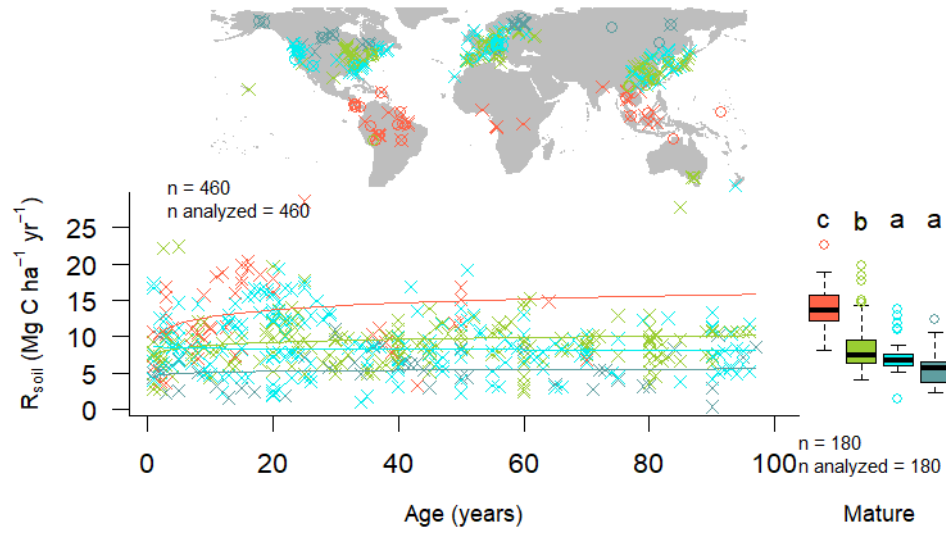 n = 460
n analyzed = 460
R_soil (Mg C ha⁻¹ yr⁻¹)
25
20
15
10
5
0
0 20 40 60 80 100
Age (years)
c b a a
n = 180
n analyzed = 180
Mature